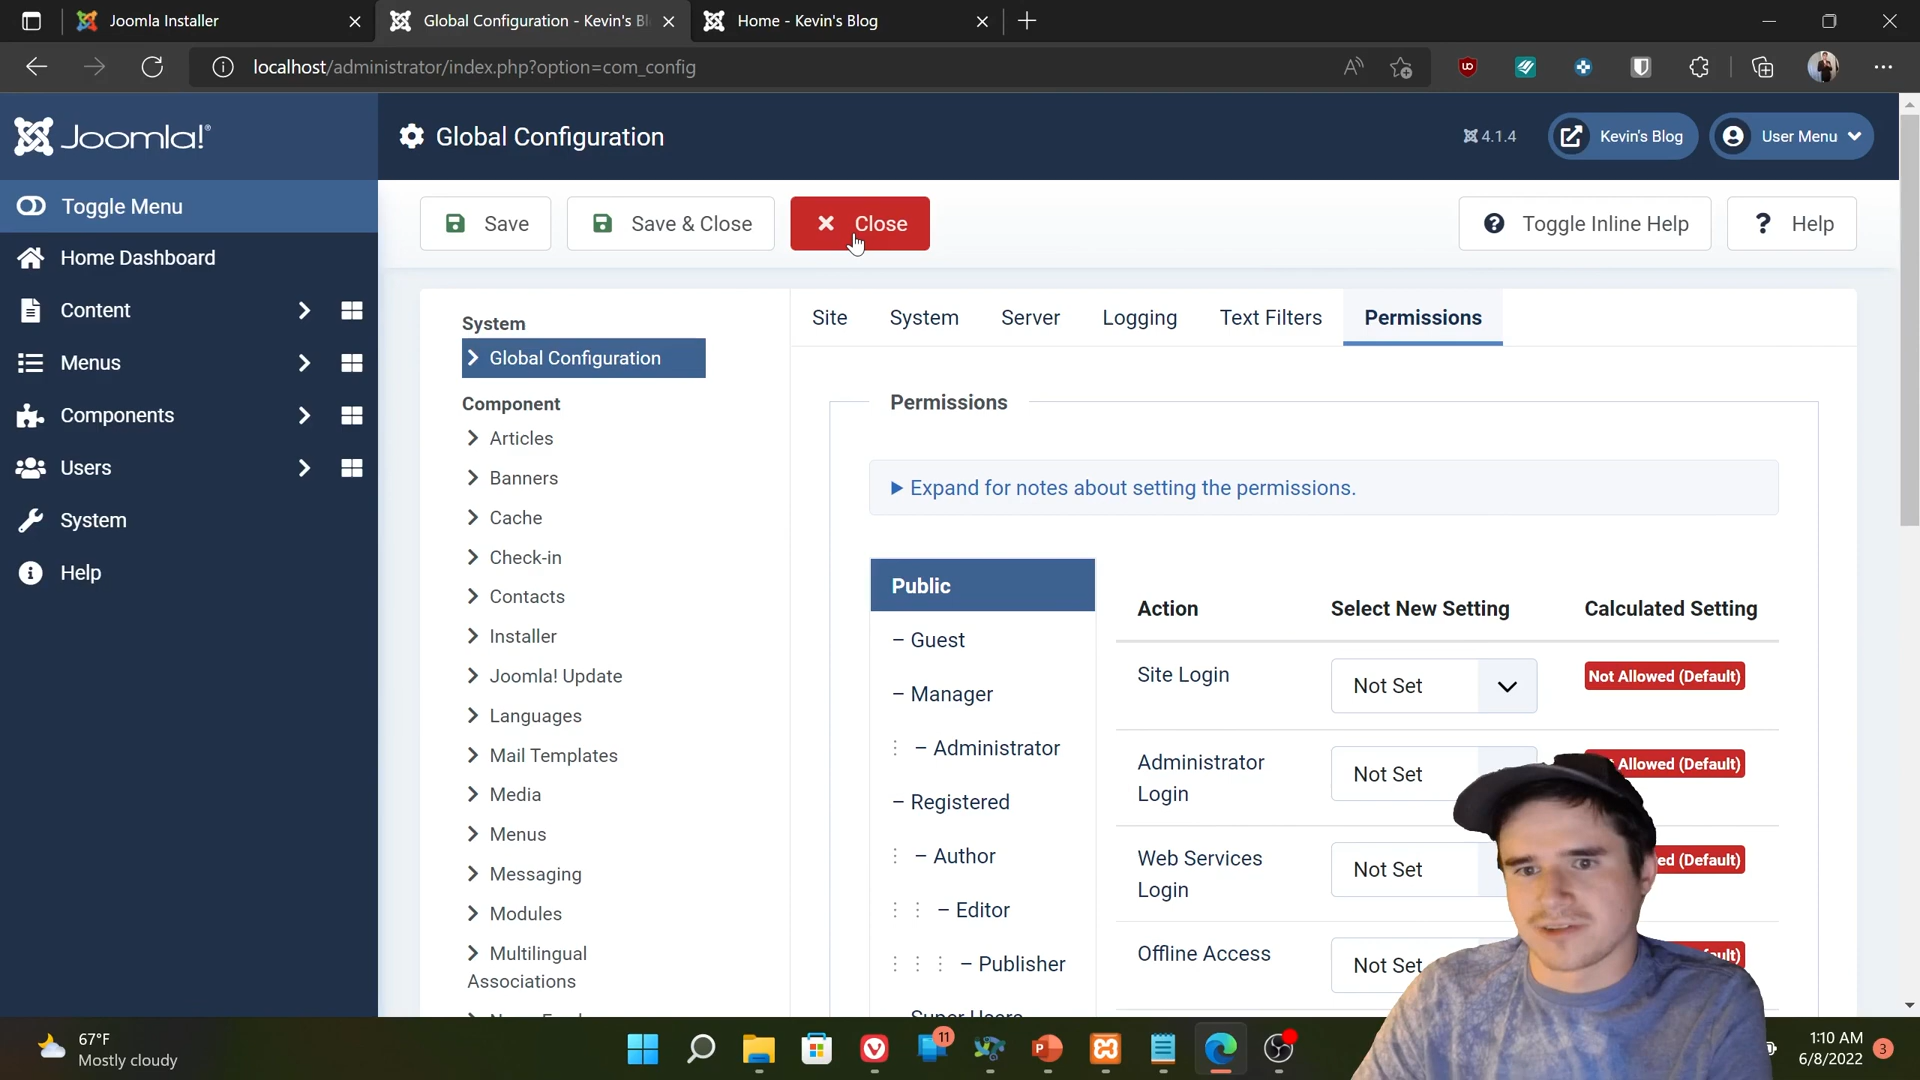 Joomla Installer
Global Configuration - Kevin's Bl
Home - Kevin's Blog
localhost/administrator/index.php?option=com_config
Joomla!
Global Configuration
4.1.4
Kevin's Blog
User Menu
Toggle Menu
Home Dashboard
Content
Menus
Components
Users
System
Help
Save
Save & Close
Close
Toggle Inline Help
? Help
System
Global Configuration
Component
Articles
Banners
Cache
Check-in
Contacts
Installer
Joomla! Update
Languages
Mail Templates
Media
Menus
Messaging
Modules
Multilingual
Associations
Site
System
Server
Logging
Text Filters
Permissions
Permissions
Expand for notes about setting the permissions.
Public
– Guest
– Manager
– Administrator
– Registered
– Author
– Editor
– Publisher
Super Users
Action
Select New Setting
Calculated Setting
Site Login
Not Set
Not Allowed (Default)
Administrator
Login
Not Set
Allowed (Default)
Web Services
Login
Not Set
ed (Default)
Offline Access
Not Set
67°F
Mostly cloudy
11
1:10 AM
6/8/2022
3